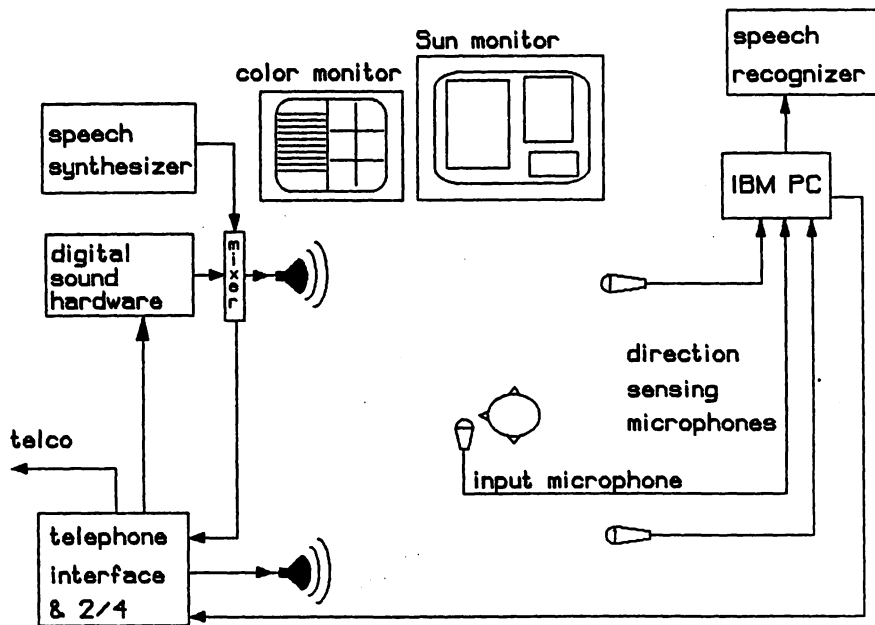 Sun monitor
color monitor
speech
recognizer
speech
synthesizer
IBM PC
digital
sound
hardware
mixer
direction
sensing
microphones
telco
input microphone
telephone
interface
& 2/4